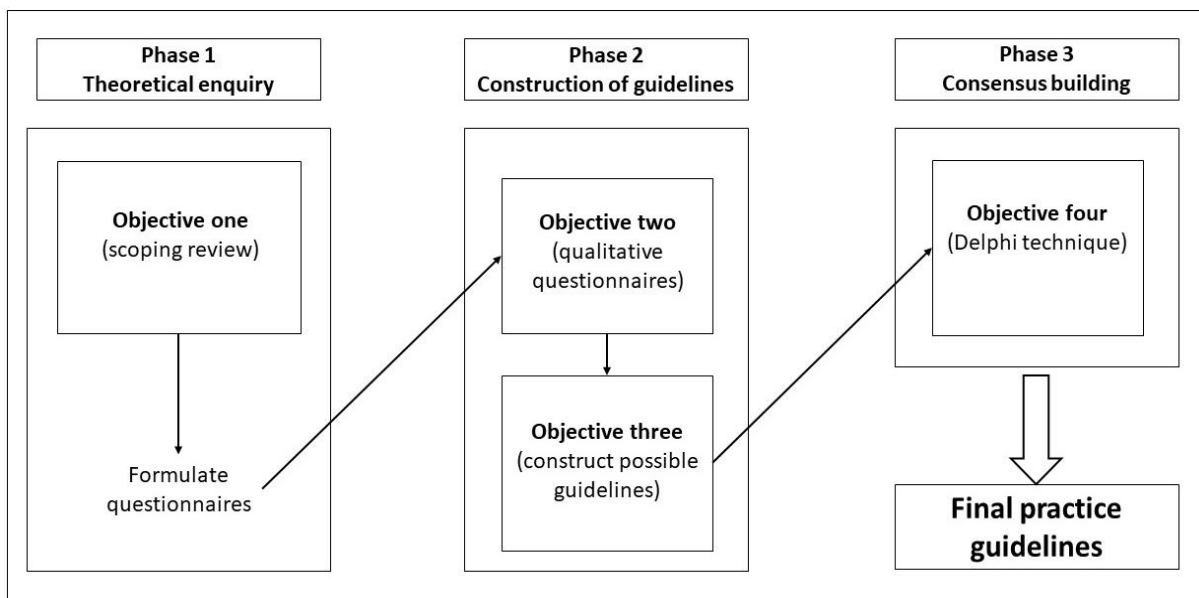 Phase 1
Theoretical enquiry
Objective one
(scoping review)
Formulate
questionnaires
Phase 2
Construction of guidelines
Objective two
(qualitative
questionnaires)
Objective three
(construct possible
guidelines)
Phase 3
Consensus building
Objective four
(Delphi technique)
Final practice
guidelines